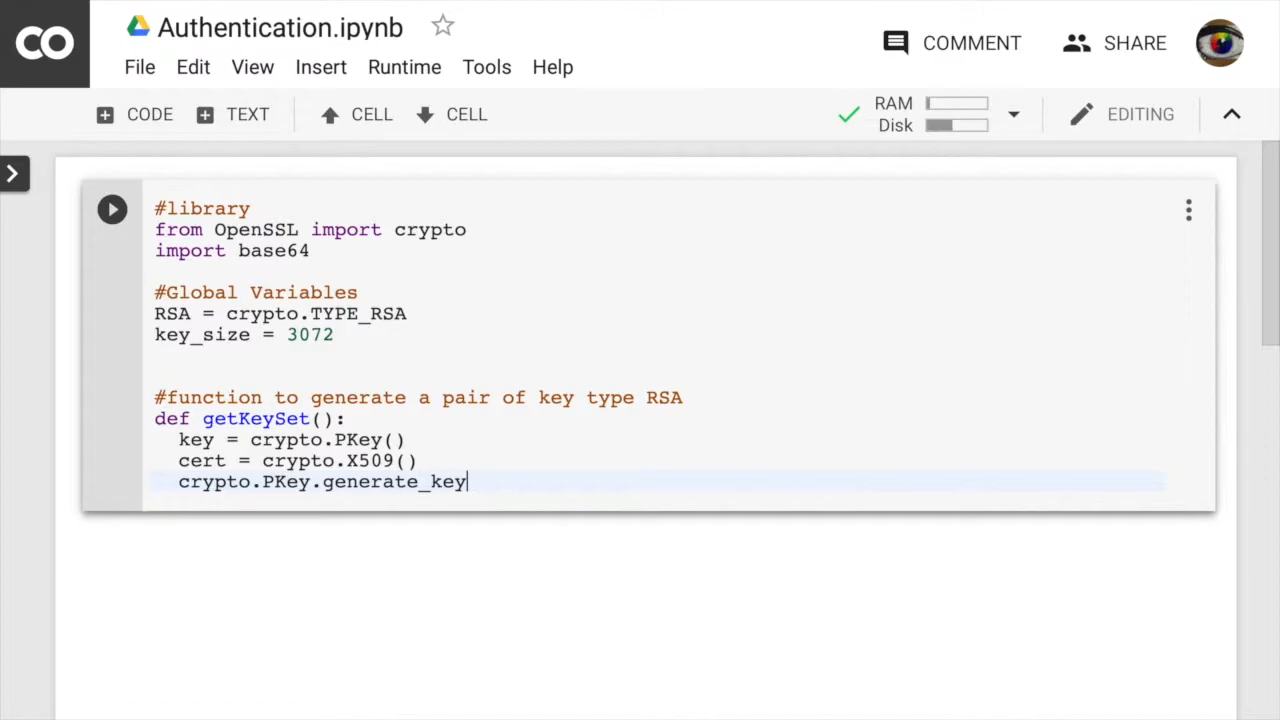 CO
Authentication.ipynb
COMMENT
SHARE
File Edit View Insert Runtime Tools Help
CODE TEXT CELL CELL
RAM
Disk
EDITING
#library
from OpenSSL import crypto
import base64
#Global Variables
RSA = crypto.TYPE_RSA
key_size = 3072
#function to generate a pair of key type RSA
def getKeySet():
key = crypto.PKey()
cert = crypto.X509()
crypto.PKey.generate_key